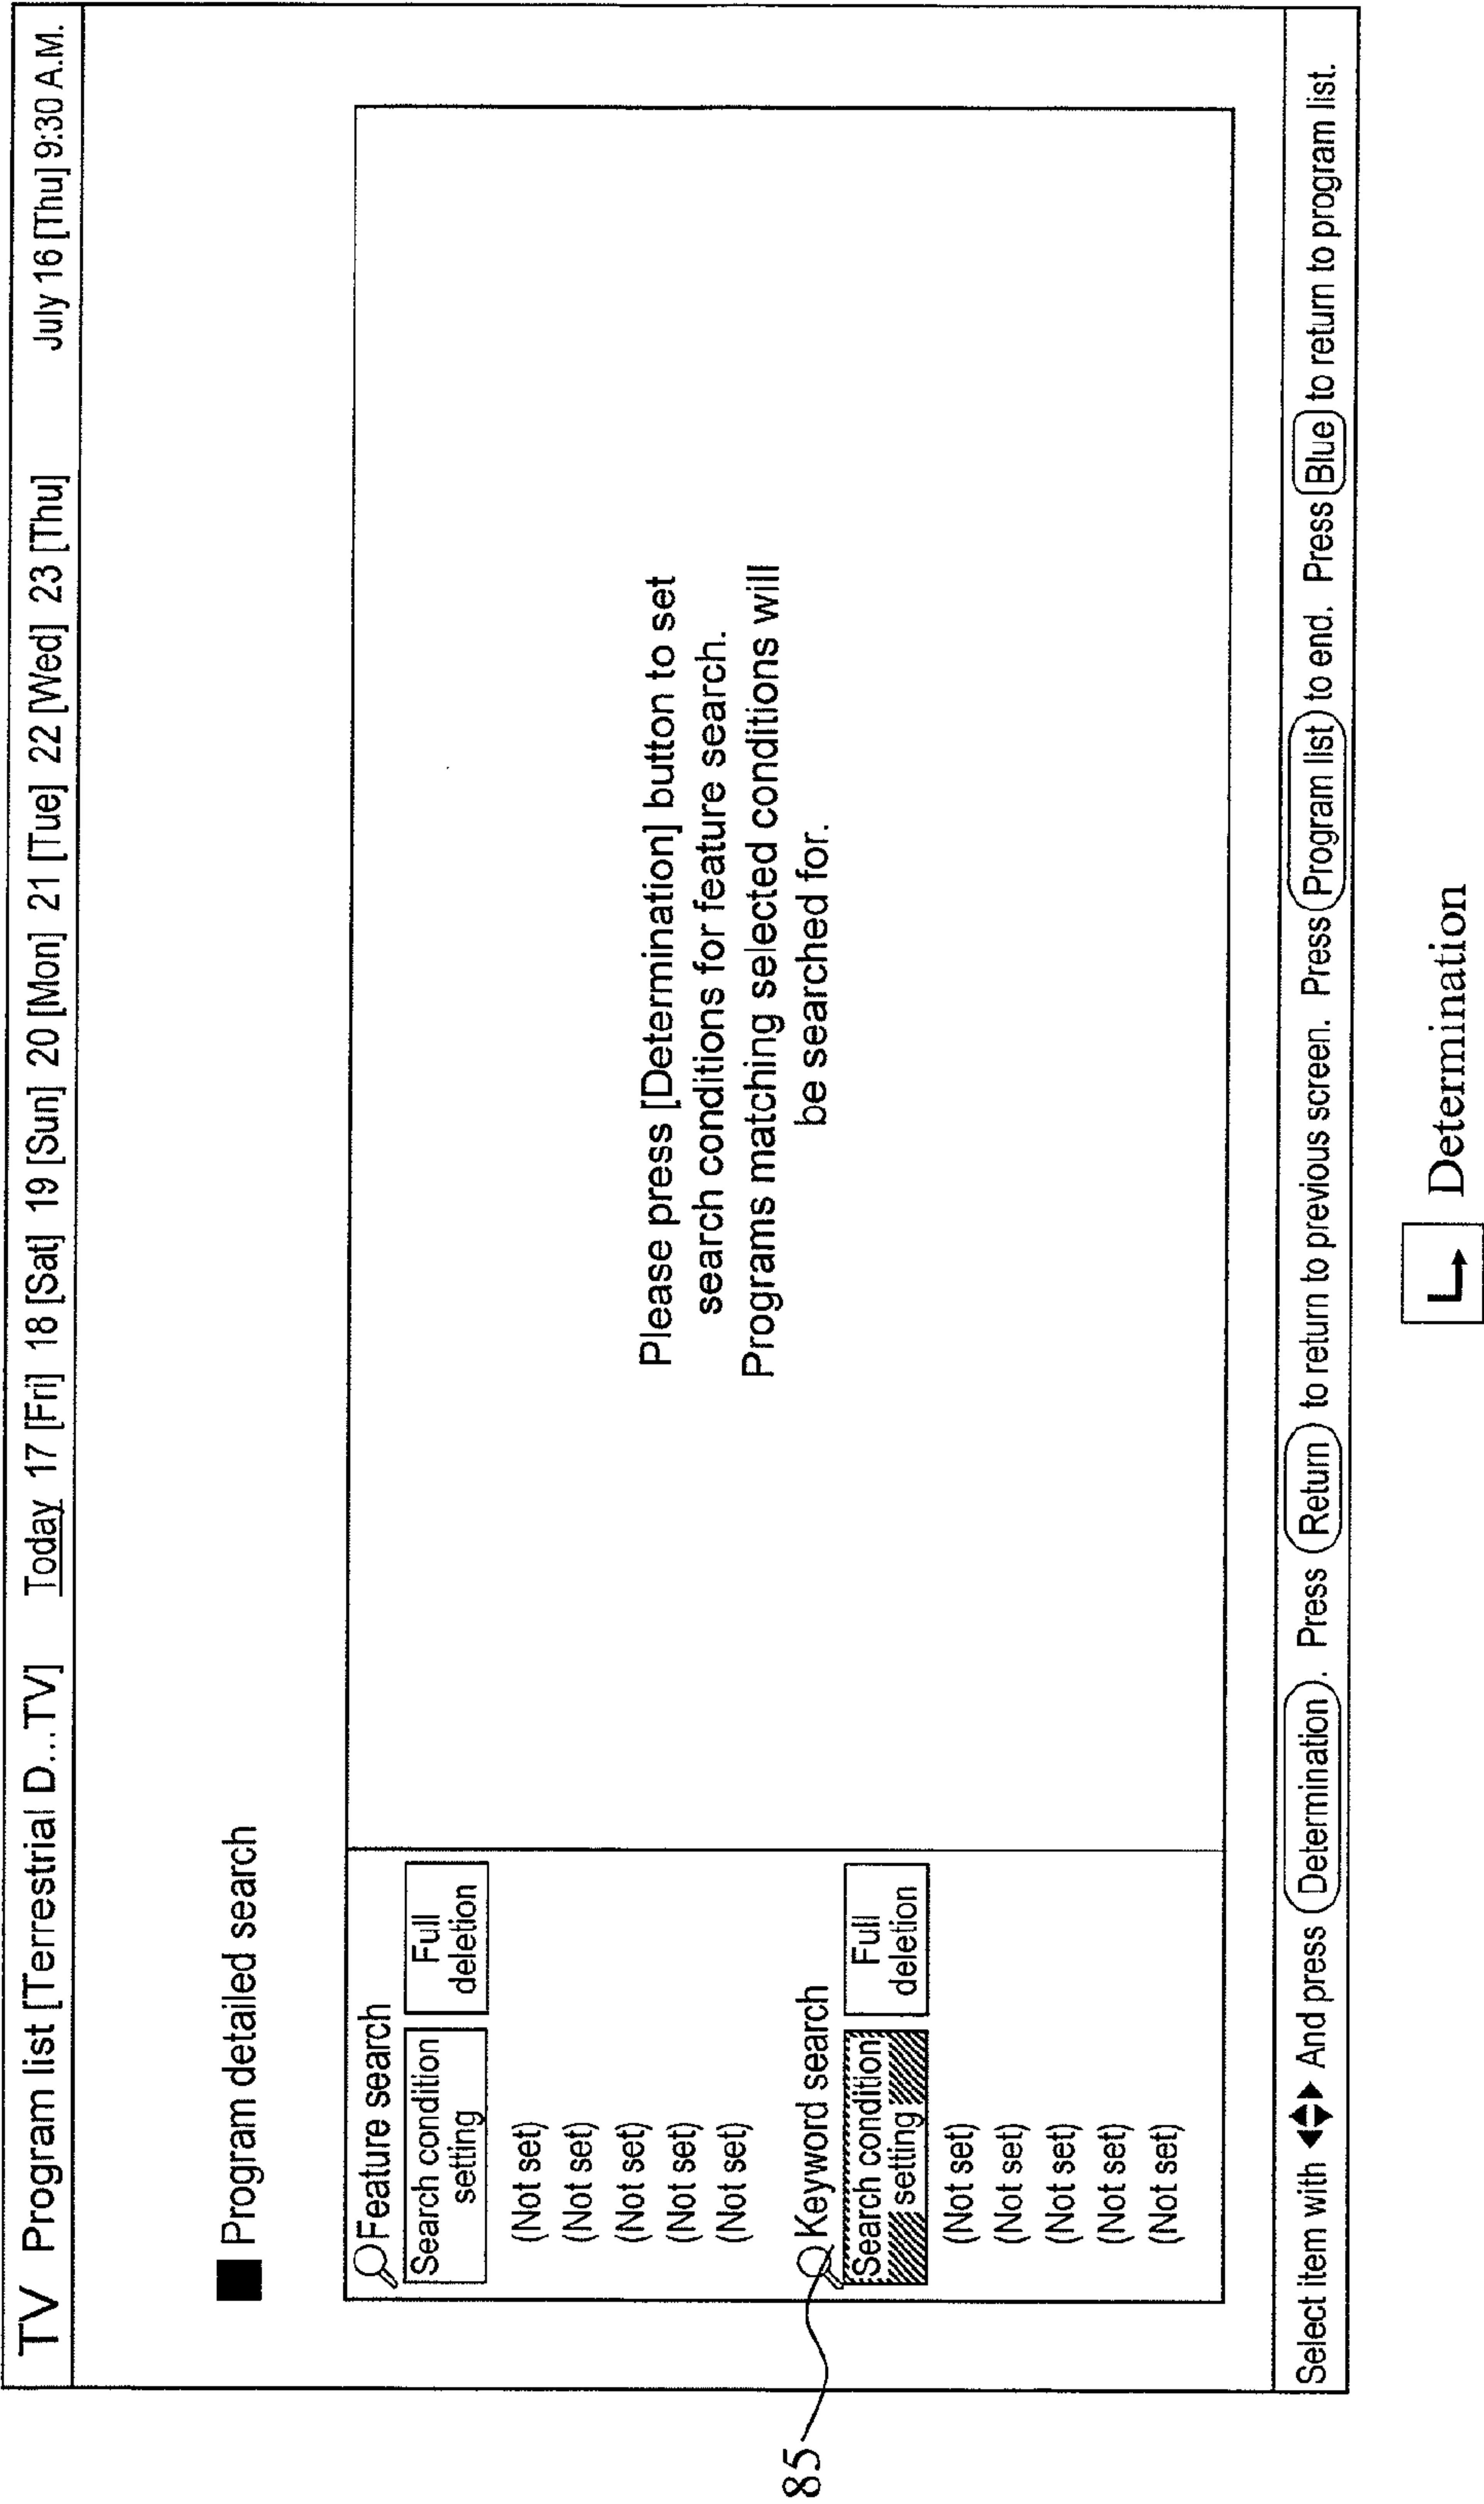 TV Program list [Terrestrial D...TV] Today 17 [Fri] 18 [Sat] 19 [Sun] 20 [Mon] 21 [Tue] 22 [Wed] 23 [Thu] July 16 [Thu] 9:30 A.M.
Program detailed search
Feature search
Search condition
setting
Full
deletion
(Not set)
(Not set)
(Not set)
(Not set)
(Not set)
85
Keyword search
Search condition
setting
Full
deletion
(Not set)
(Not set)
(Not set)
(Not set)
(Not set)
Please press [Determination] button to set
search conditions for feature search.
Programs matching selected conditions will
be searched for.
Select item with And press Determination. Press Return to return to previous screen. Press Program list to end. Press Blue to return to program list.
Determination